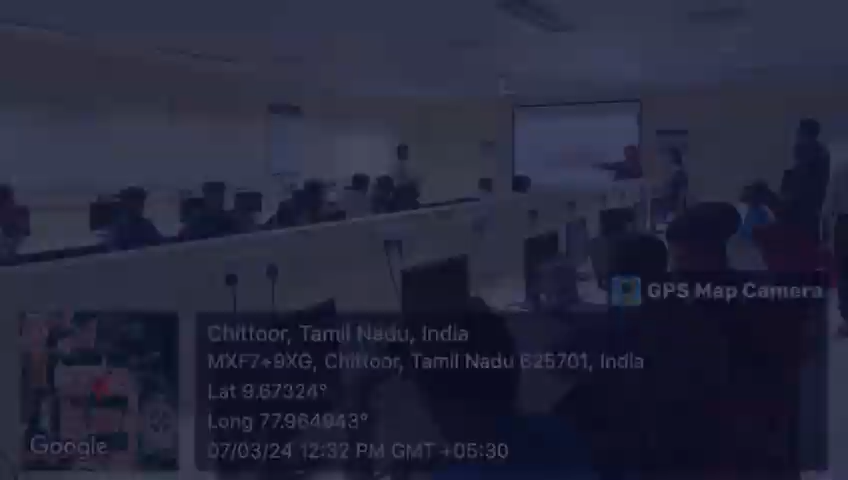 GPS Map Camera
Chittoor, Tamil Nadu, India
MXF7+9XG, Chittoor, Tamil Nadu 625701, India
Lat 9.67324°
Long 77.964943°
07/03/24 12:32 PM GMT +05:30
Google